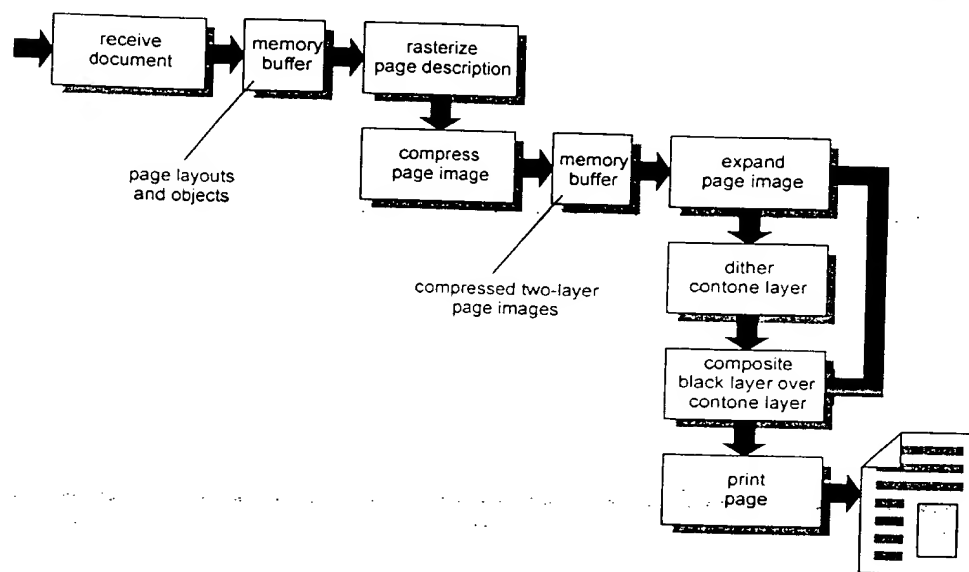 receive
document
memory
buffer
rasterize
page description
page layouts
and objects
compress
page image
memory
buffer
expand
page image
compressed two-layer
page images
dither
contone layer
composite
black layer over
contone layer
print
page